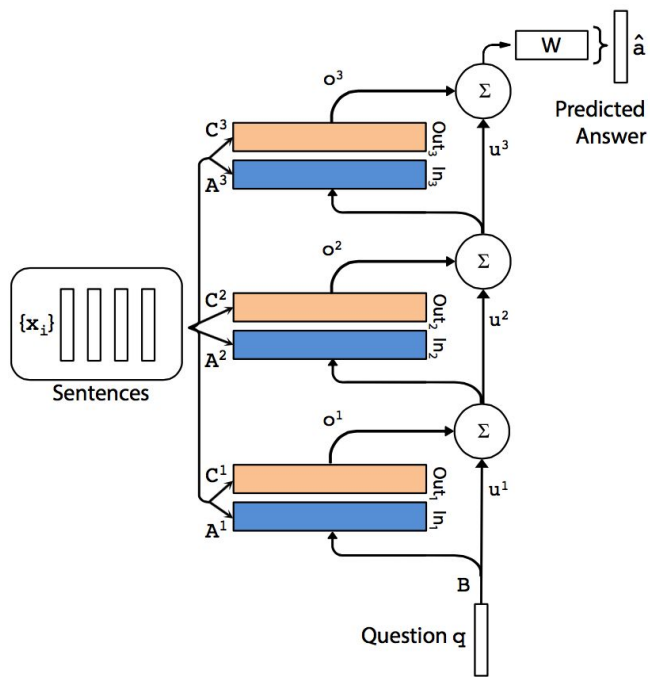 W
â
Predicted
Answer
Σ
o³
u³
C³
Out₃
A³
In₃
Σ
o²
u²
C²
Out₂
A²
In₂
{xᵢ}
Sentences
Σ
o¹
u¹
C¹
Out₁
A¹
In₁
B
Question q